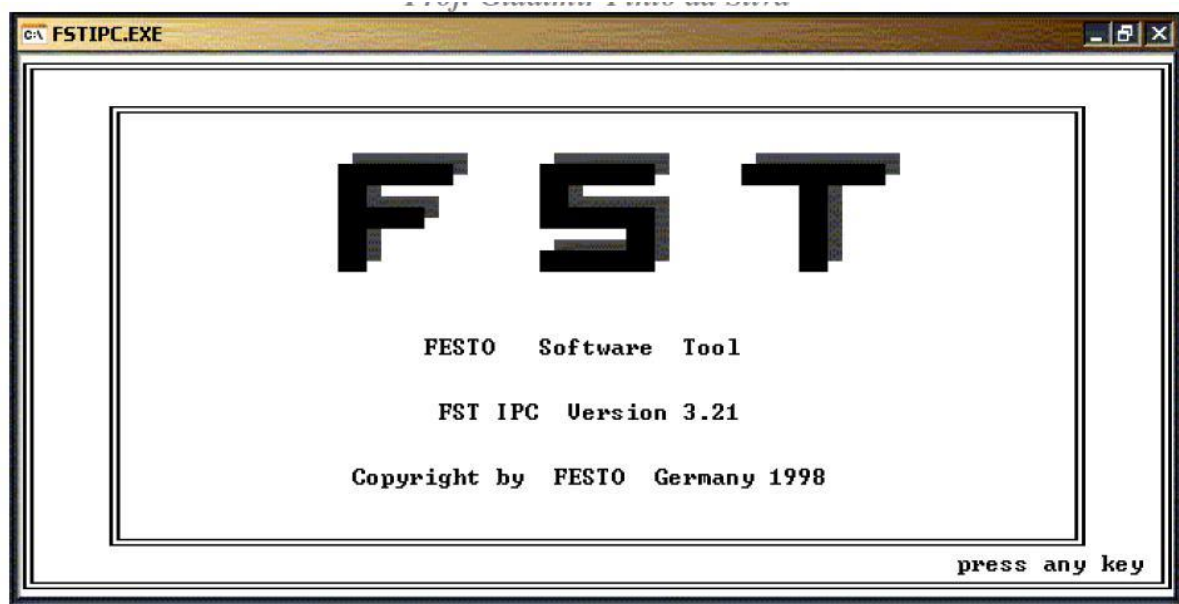 FSTIPC.EXE
FST
FESTO Software Tool
FST IPC Version 3.21
Copyright by FESTO Germany 1998
press any key